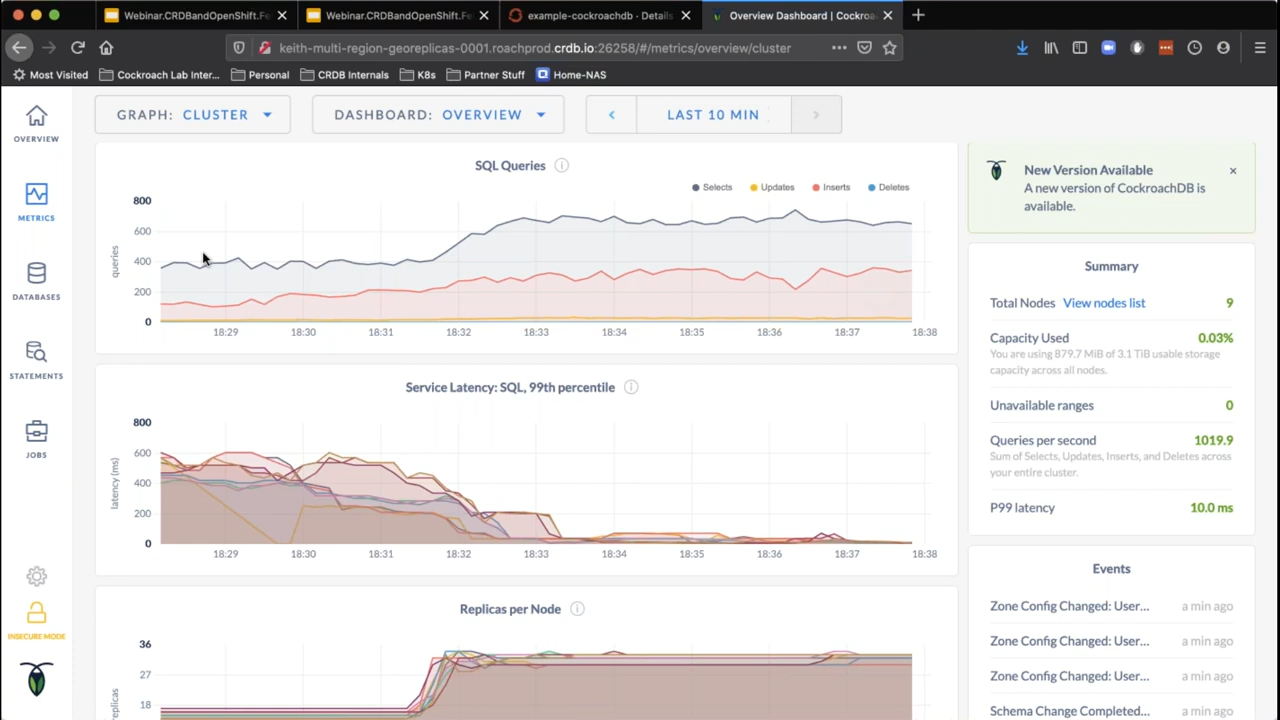 Webinar.CRDBandOpenShift.Fe
Webinar.CRDBandOpenShift.Fe
example-cockroachdb · Details
Overview Dashboard | Cockroa
keith-multi-region-georeplicas-0001.roachprod.crdb.io:26258/#/metrics/overview/cluster
Most Visited
Cockroach Lab Inter...
Personal
CRDB Internals
K8s
Partner Stuff
Home-NAS
OVERVIEW
METRICS
DATABASES
STATEMENTS
JOBS
INSECURE MODE
GRAPH: CLUSTER
DASHBOARD: OVERVIEW
LAST 10 MIN
SQL Queries
Selects
Updates
Inserts
Deletes
queries
800
600
400
200
0
18:29
18:30
18:31
18:32
18:33
18:34
18:35
18:36
18:37
18:38
Service Latency: SQL, 99th percentile
latency (ms)
800
600
400
200
0
18:29
18:30
18:31
18:32
18:33
18:34
18:35
18:36
18:37
18:38
Replicas per Node
replicas
36
27
18
New Version Available
A new version of CockroachDB is
available.
Summary
Total Nodes View nodes list 9
Capacity Used 0.03%
You are using 879.7 MiB of 3.1 TiB usable storage
capacity across all nodes.
Unavailable ranges 0
Queries per second 1019.9
Sum of Selects, Updates, Inserts, and Deletes across
your entire cluster.
P99 latency 10.0 ms
Events
Zone Config Changed: User... a min ago
Zone Config Changed: User... a min ago
Zone Config Changed: User... a min ago
Schema Change Completed... a min ago